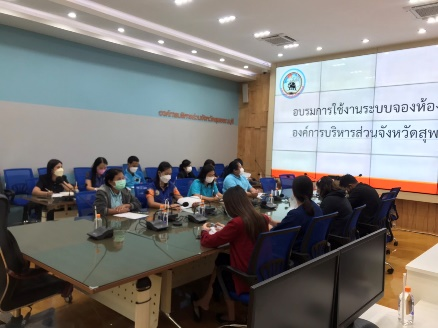 อบรมการใช้งานระบบจองห้อง
องค์การบริหารส่วนจังหวัดสุพ